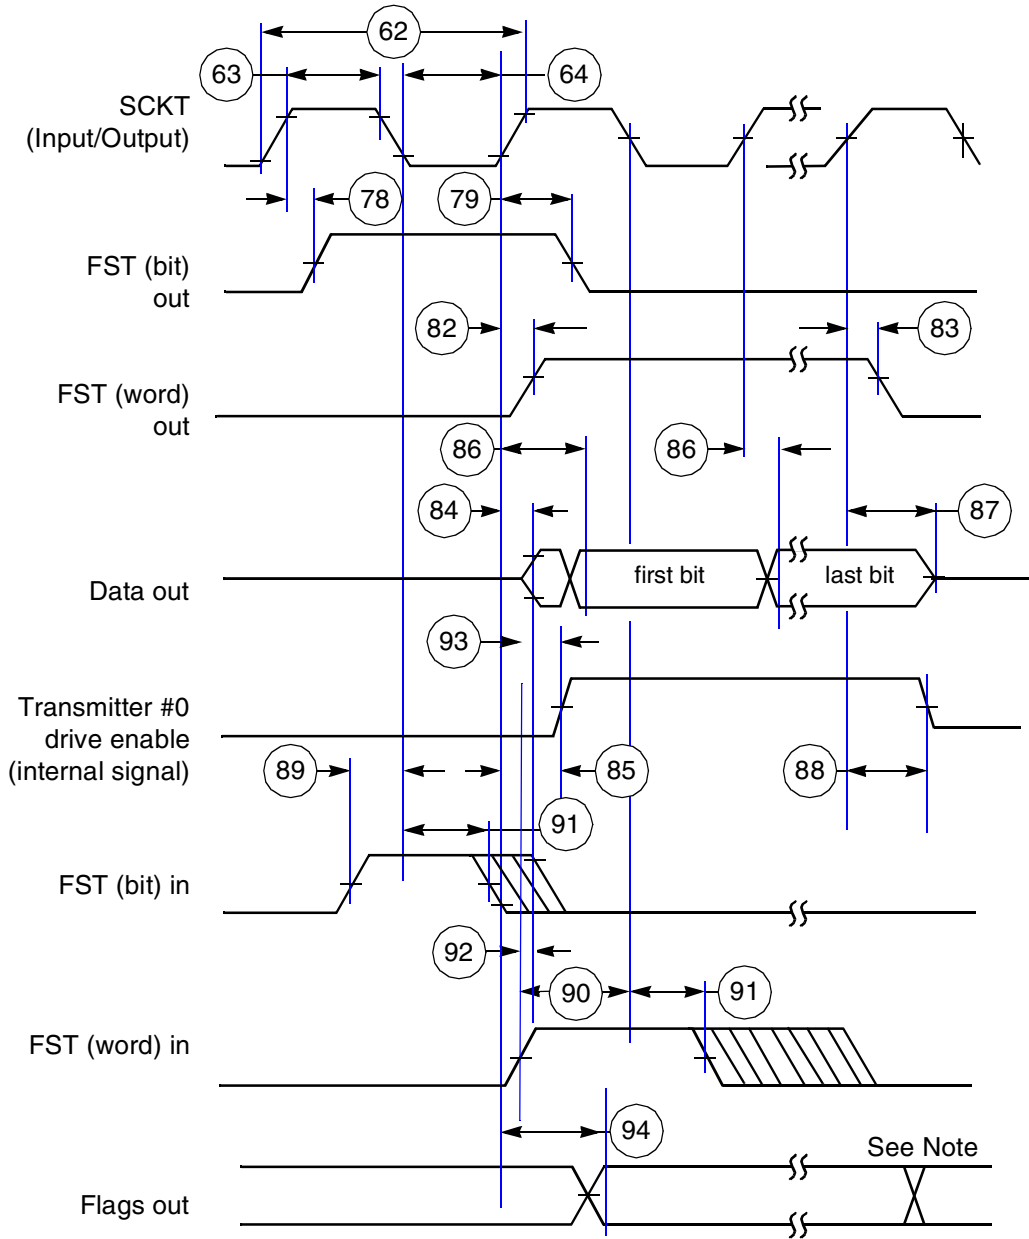 62
63
64
SCKT
(Input/Output)
78
79
FST (bit)
out
82
83
FST (word)
out
86
86
84
87
first bit
last bit
Data out
93
Transmitter #0
drive enable
(internal signal)
89
85
88
91
FST (bit) in
92
90
91
FST (word) in
94
See Note
Flags out